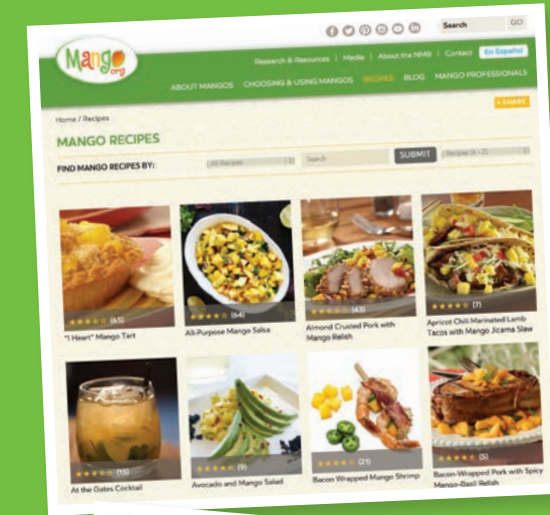 Search GO
Mango.org
Research & Resources | Media | About the NMB | Contact En Español
ABOUT MANGOS CHOOSING & USING MANGOS RECIPES BLOG MANGO PROFESSIONALS
+ SHARE
Home / Recipes
MANGO RECIPES
FIND MANGO RECIPES BY: All Recipes Search SUBMIT Recipes (A - Z)
(65)
"I Heart" Mango Tart
(64)
All-Purpose Mango Salsa
(43)
Almond Crusted Pork with
Mango Relish
(7)
Apricot Chili Marinated Lamb
Tacos with Mango Jicama Slaw
(15)
At the Gates Cocktail
(9)
Avocado and Mango Salad
(21)
Bacon Wrapped Mango Shrimp
(5)
Bacon-Wrapped Pork with Spicy
Mango-Basil Relish